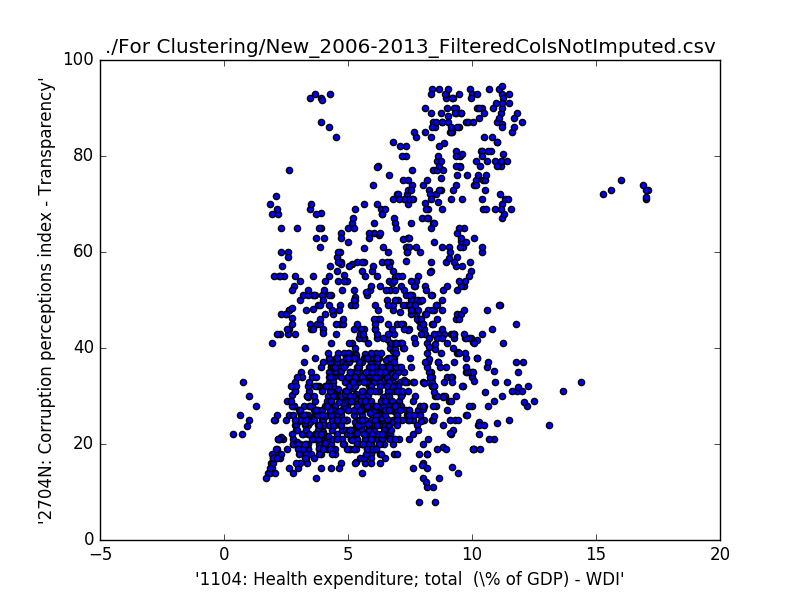 ./For Clustering/New_2006-2013_FilteredColsNotImputed.csv
'2704N: Corruption perceptions index - Transparency'
100
80
60
40
20
0
−5 0 5 10 15 20
'1104: Health expenditure; total  (\% of GDP) - WDI'